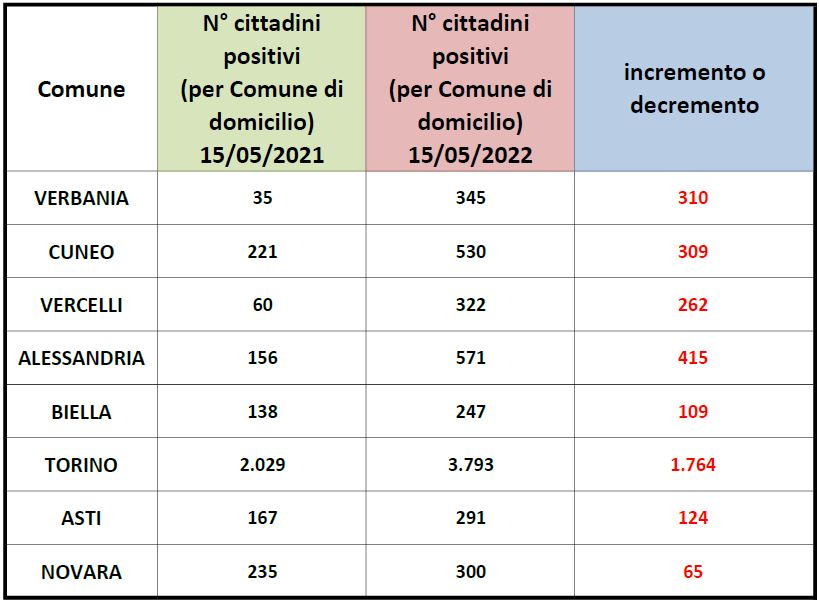 Comune
N° cittadini
positivi
(per Comune di
domicilio)
15/05/2021
N° cittadini
positivi
(per Comune di
domicilio)
15/05/2022
incremento o
decremento
VERBANIA 35 345 310
CUNEO 221 530 309
VERCELLI 60 322 262
ALESSANDRIA 156 571 415
BIELLA 138 247 109
TORINO 2.029 3.793 1.764
ASTI 167 291 124
NOVARA 235 300 65